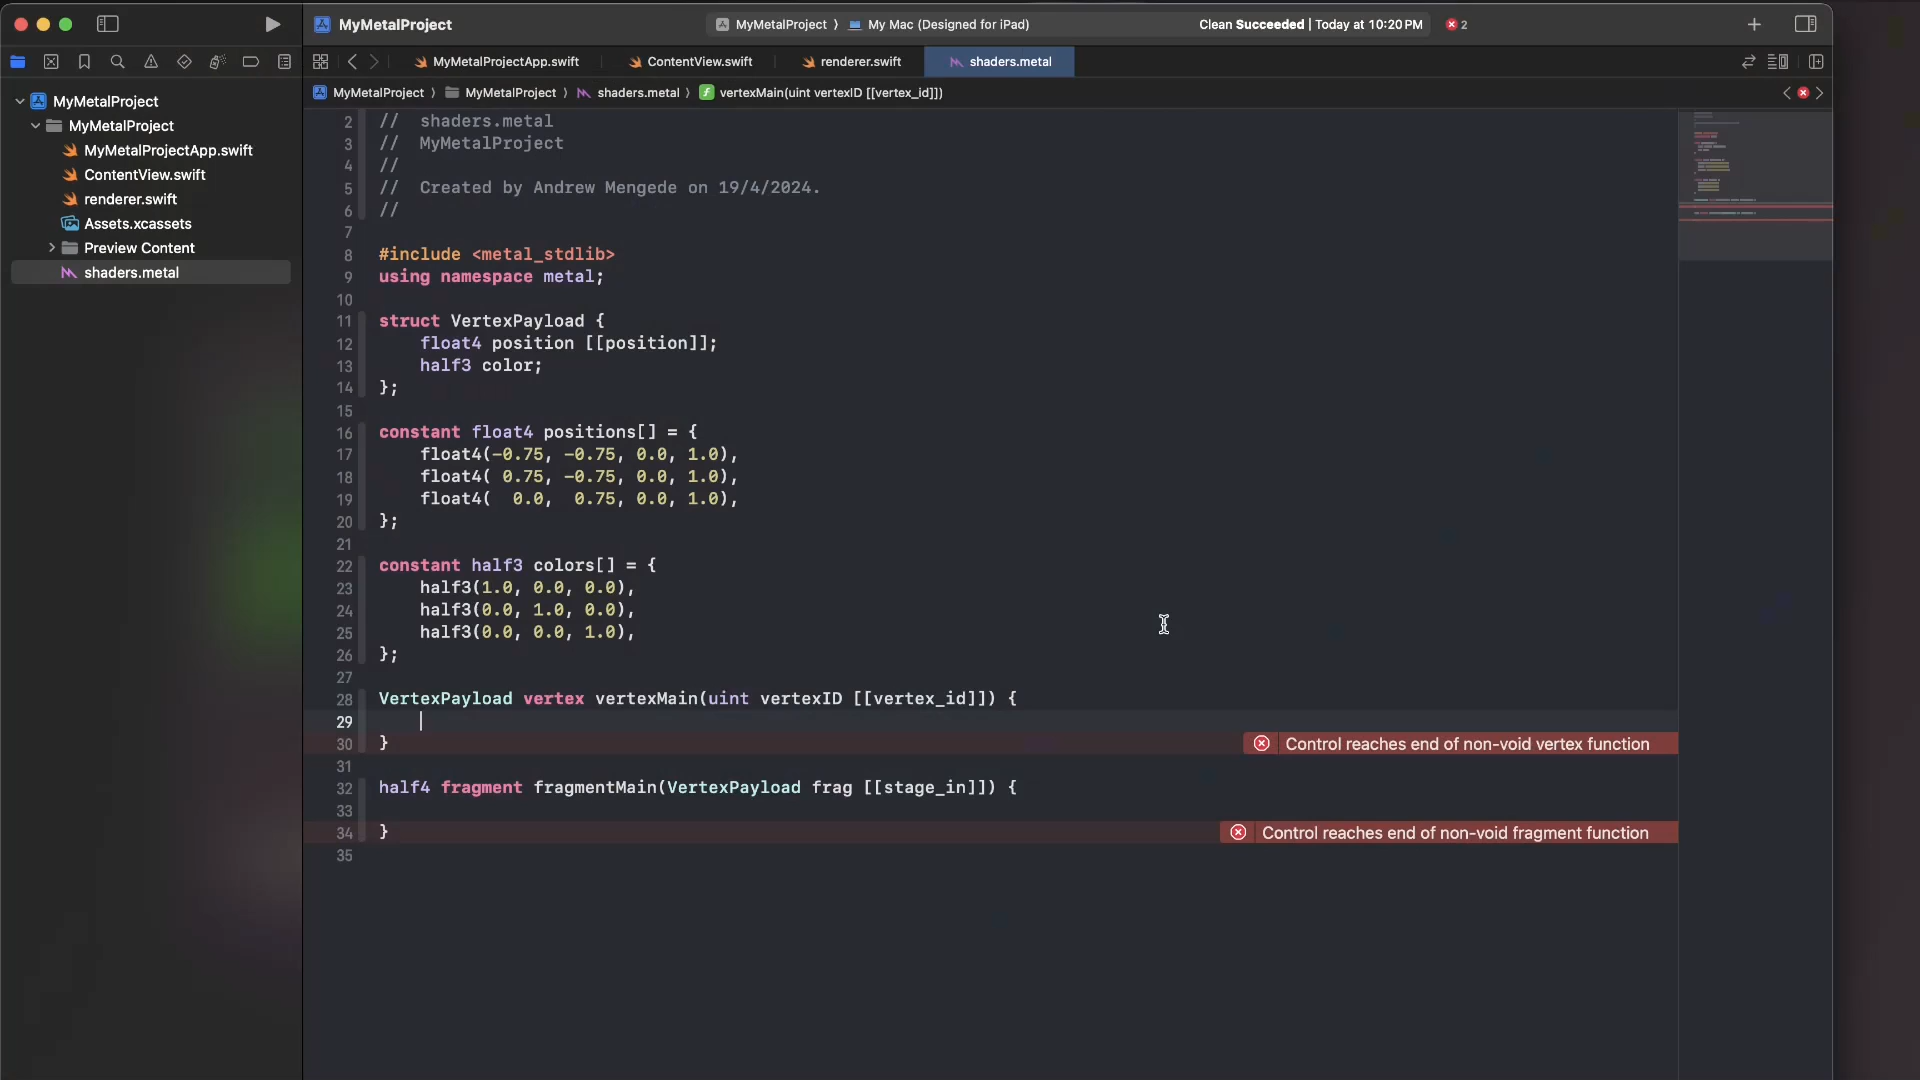 MyMetalProject
MyMetalProject 〉 My Mac (Designed for iPad)
Clean Succeeded | Today at 10:20 PM
2
MyMetalProjectApp.swift
ContentView.swift
renderer.swift
shaders.metal
MyMetalProject 〉 MyMetalProject 〉 shaders.metal 〉 vertexMain(uint vertexID [[vertex_id]])
MyMetalProject
MyMetalProject
MyMetalProjectApp.swift
ContentView.swift
renderer.swift
Assets.xcassets
Preview Content
shaders.metal
2 // shaders.metal
3 // MyMetalProject
4 //
5 // Created by Andrew Mengede on 19/4/2024.
6 //
7
8 #include <metal_stdlib>
9 using namespace metal;
10
11 struct VertexPayload {
12 float4 position [[position]];
13 half3 color;
14 };
15
16 constant float4 positions[] = {
17 float4(-0.75, -0.75, 0.0, 1.0),
18 float4( 0.75, -0.75, 0.0, 1.0),
19 float4(  0.0,  0.75, 0.0, 1.0),
20 };
21
22 constant half3 colors[] = {
23 half3(1.0, 0.0, 0.0),
24 half3(0.0, 1.0, 0.0),
25 half3(0.0, 0.0, 1.0),
26 };
27
28 VertexPayload vertex vertexMain(uint vertexID [[vertex_id]]) {
29
30 } Control reaches end of non-void vertex function
31
32 half4 fragment fragmentMain(VertexPayload frag [[stage_in]]) {
33
34 } Control reaches end of non-void fragment function
35